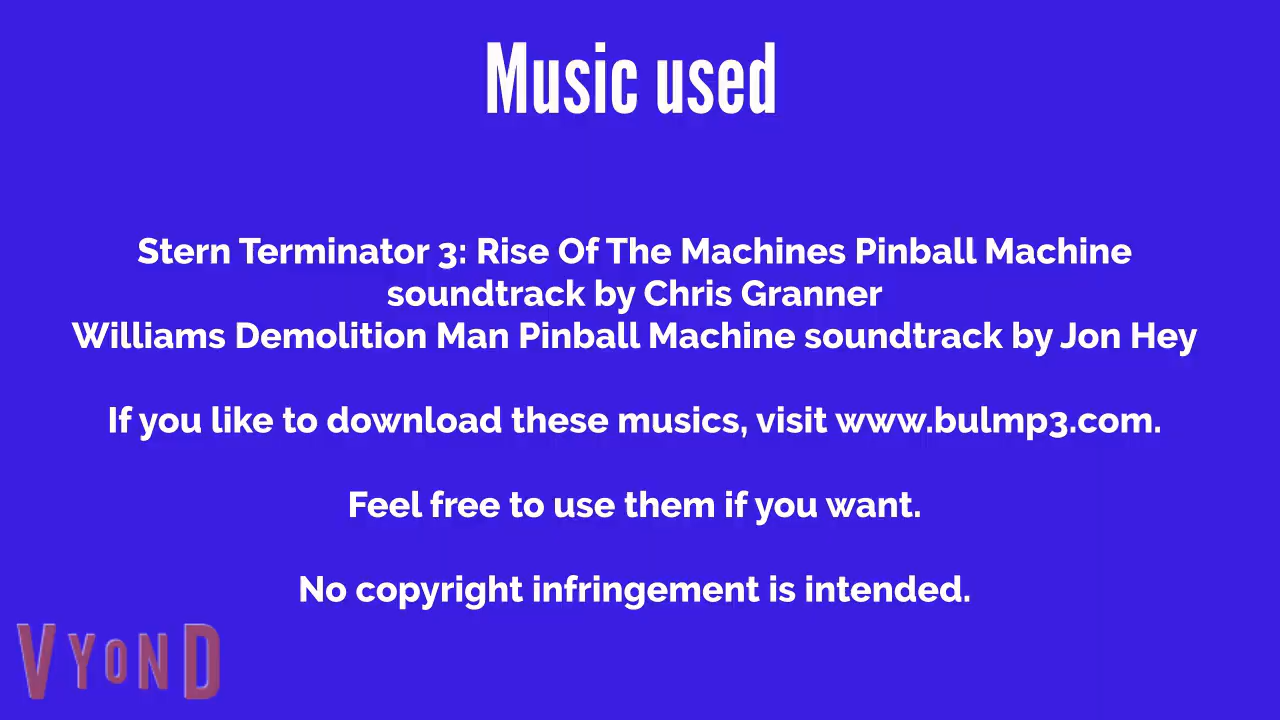 Music used
Stern Terminator 3: Rise Of The Machines Pinball Machine
soundtrack by Chris Granner
Williams Demolition Man Pinball Machine soundtrack by Jon Hey
If you like to download these musics, visit www.bulmp3.com.
Feel free to use them if you want.
No copyright infringement is intended.
VYOND